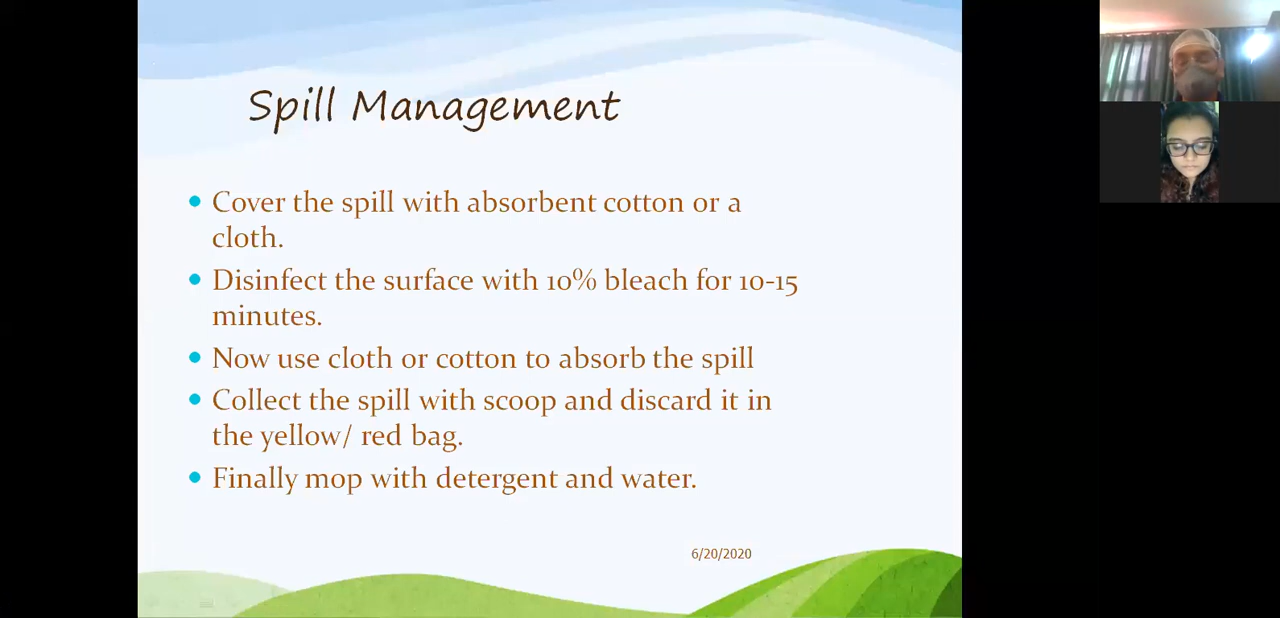 Spill Management
Cover the spill with absorbent cotton or a
cloth.
Disinfect the surface with 10% bleach for 10-15
minutes.
Now use cloth or cotton to absorb the spill
Collect the spill with scoop and discard it in
the yellow/ red bag.
Finally mop with detergent and water.
6/20/2020